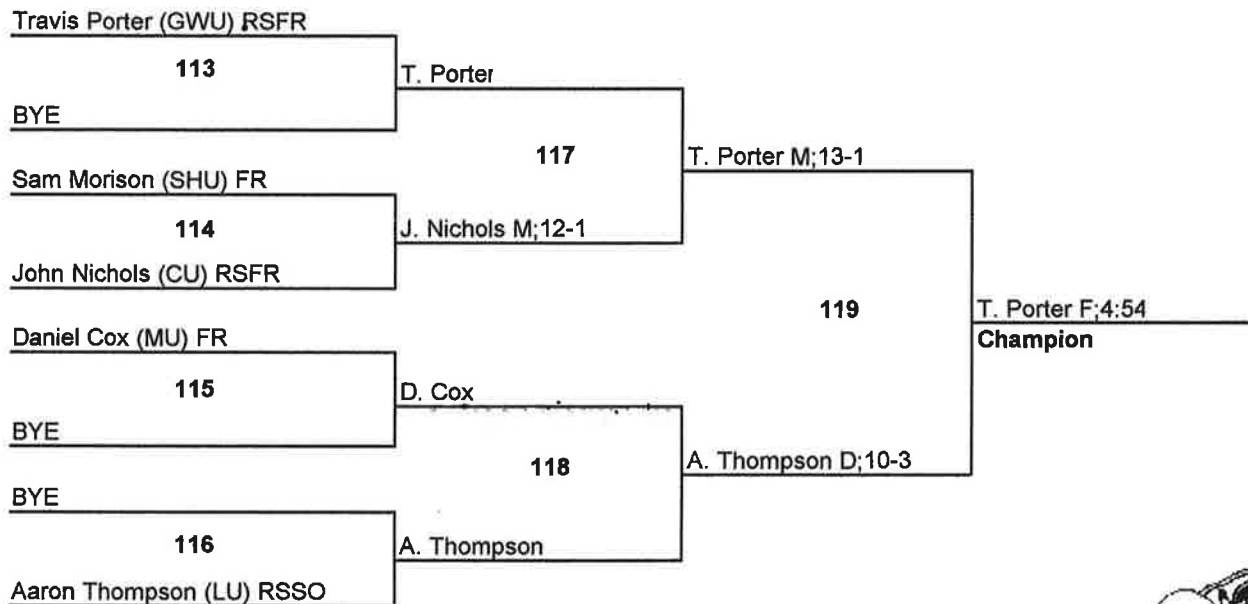 Travis Porter (GWU) RSFR
113
T. Porter
BYE
117
T. Porter M;13-1
Sam Morison (SHU) FR
114
J. Nichols M;12-1
John Nichols (CU) RSFR
119
T. Porter F;4:54
Champion
Daniel Cox (MU) FR
115
D. Cox
BYE
118
A. Thompson D;10-3
BYE
116
A. Thompson
Aaron Thompson (LU) RSSO